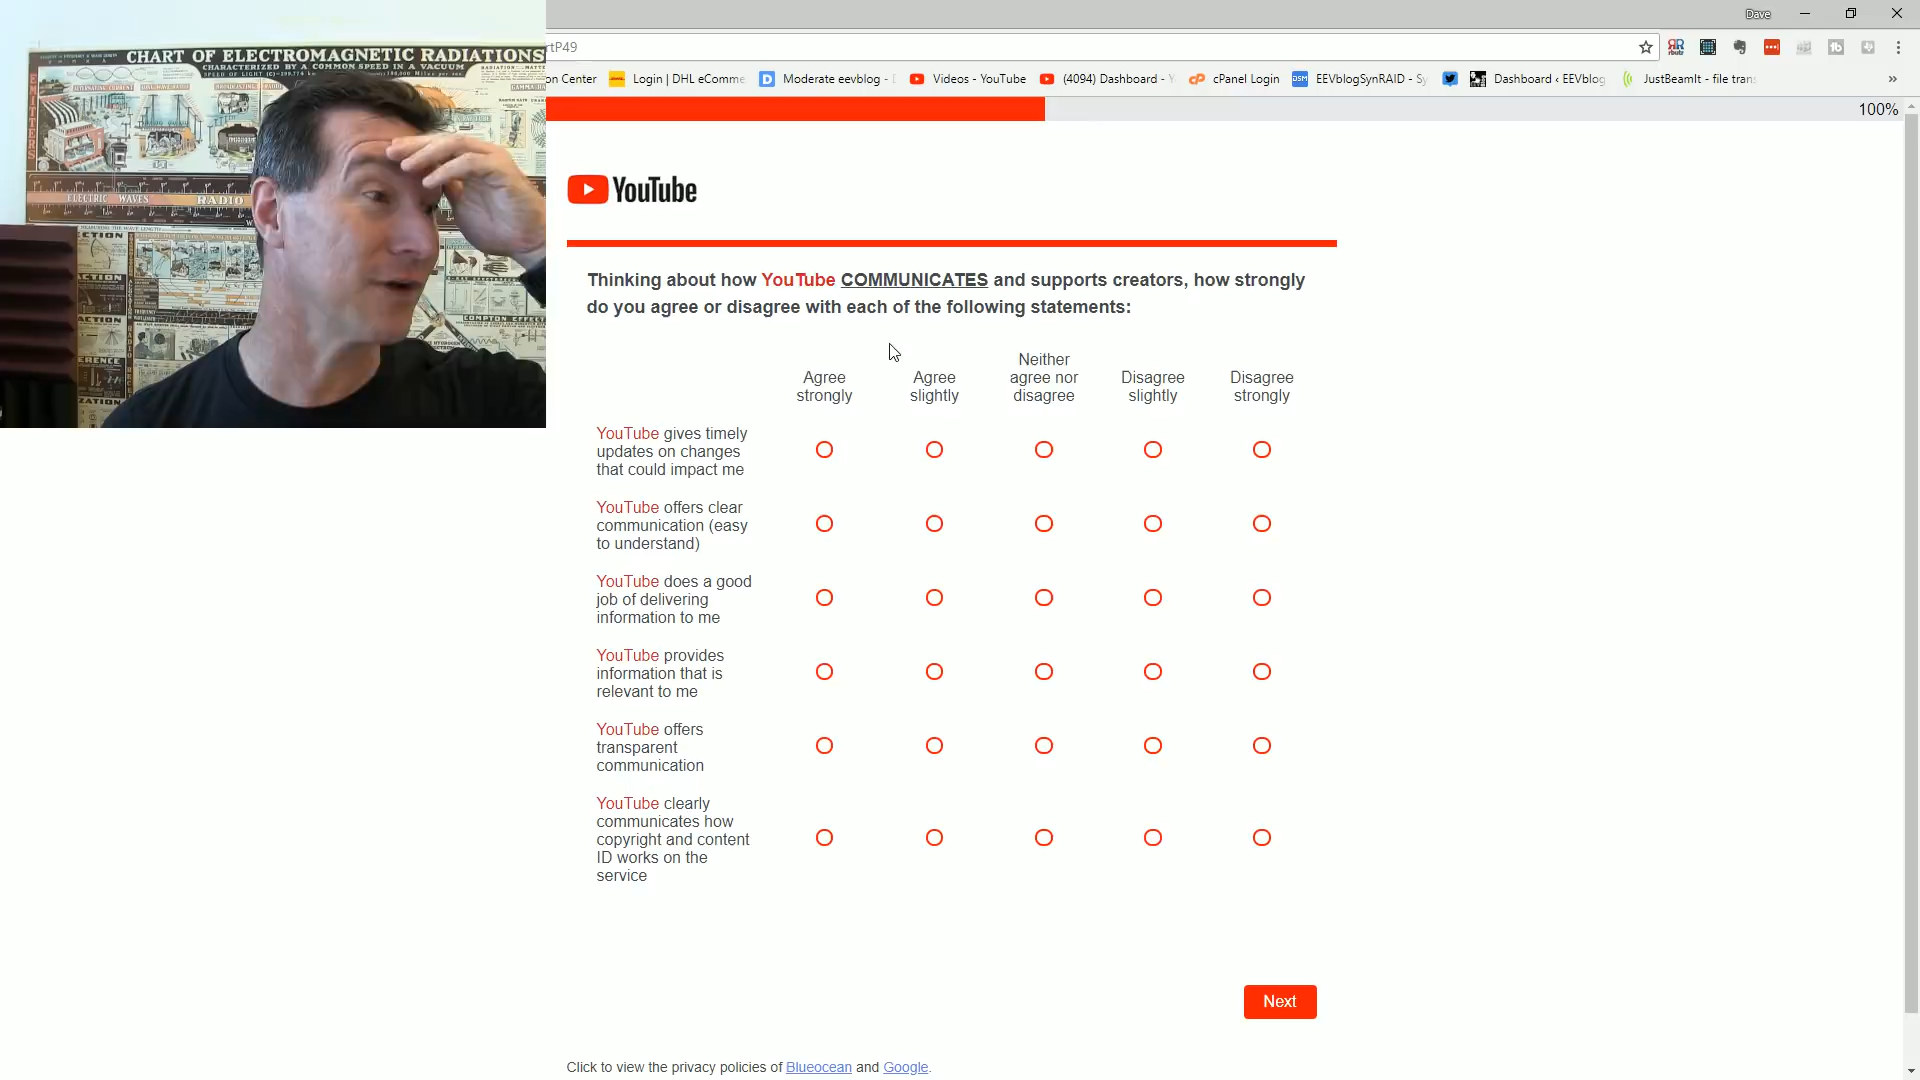 Dave
rtP49
on Center
Login | DHL eComme
Moderate eevblog -
Videos - YouTube
(4094) Dashboard - Y
cPanel Login
EEVblogSynRAID - Sy
Dashboard ‹ EEVblog
JustBeamIt - file trans
100%
CHART OF ELECTROMAGNETIC RADIATIONS
CHARACTERIZED BY A COMMON SPEED IN A VACUUM
EMITTERS
ELECTRIC WAVES
RADIO
COMPTON EFFECT
YouTube
Thinking about how YouTube COMMUNICATES and supports creators, how strongly
do you agree or disagree with each of the following statements:
Agree
strongly
Agree
slightly
Neither
agree nor
disagree
Disagree
slightly
Disagree
strongly
YouTube gives timely
updates on changes
that could impact me
YouTube offers clear
communication (easy
to understand)
YouTube does a good
job of delivering
information to me
YouTube provides
information that is
relevant to me
YouTube offers
transparent
communication
YouTube clearly
communicates how
copyright and content
ID works on the
service
Next
Click to view the privacy policies of Blueocean and Google.